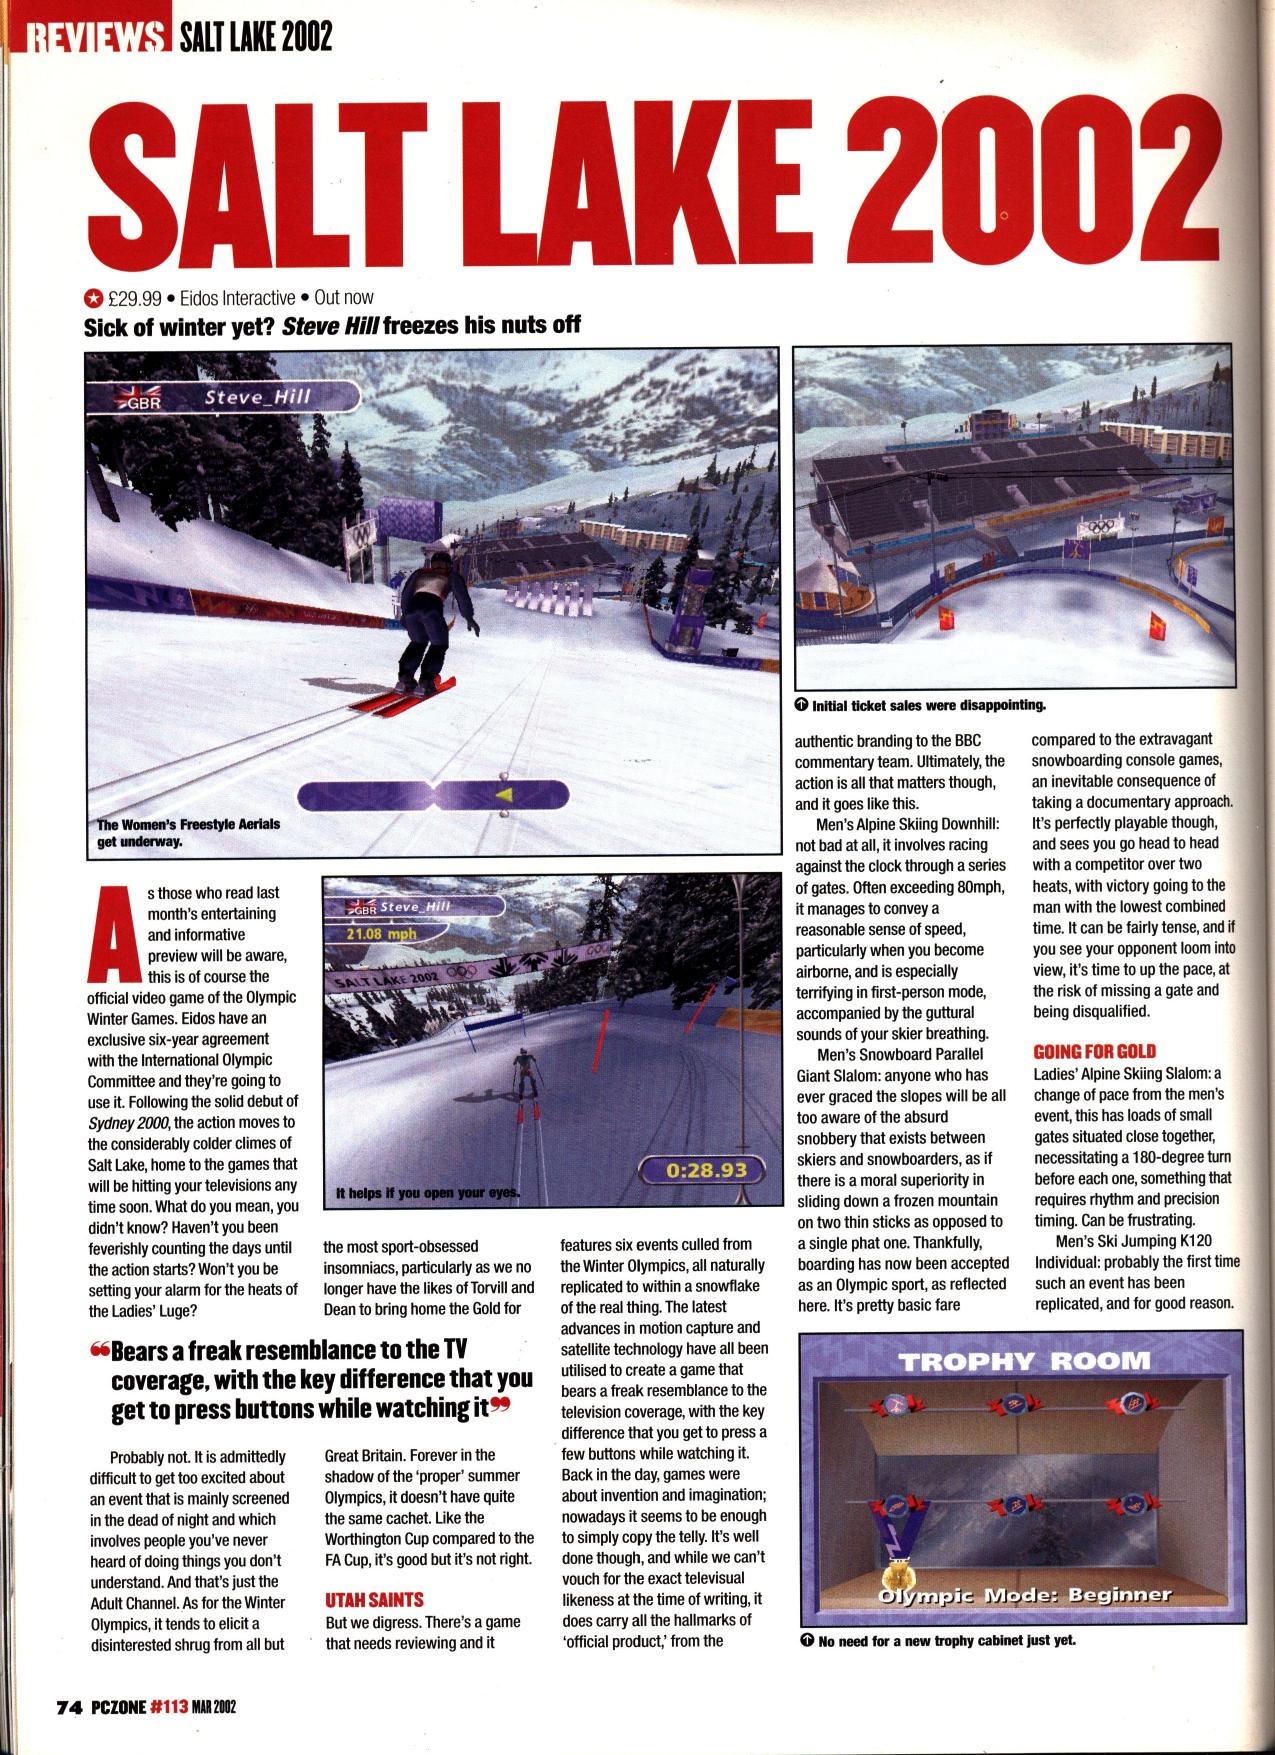 REVIEWS SALT LAKE 2002
SALT LAKE 2002
£29.99 • Eidos Interactive • Out now
Sick of winter yet? Steve Hill freezes his nuts off
GBR Steve_Hill
The Women's Freestyle Aerials
get underway.
Initial ticket sales were disappointing.
As those who read last
month's entertaining
and informative
preview will be aware,
this is of course the
official video game of the Olympic
Winter Games. Eidos have an
exclusive six-year agreement
with the International Olympic
Committee and they're going to
use it. Following the solid debut of
Sydney 2000, the action moves to
the considerably colder climes of
Salt Lake, home to the games that
will be hitting your televisions any
time soon. What do you mean, you
didn't know? Haven't you been
feverishly counting the days until
the action starts? Won't you be
setting your alarm for the heats of
the Ladies' Luge?
GBR Steve_Hill
21.08 mph
SALT LAKE 2002
0:28.93
It helps if you open your eyes.
“Bears a freak resemblance to the TV
coverage, with the key difference that you
get to press buttons while watching it”
Probably not. It is admittedly
difficult to get too excited about
an event that is mainly screened
in the dead of night and which
involves people you've never
heard of doing things you don't
understand. And that's just the
Adult Channel. As for the Winter
Olympics, it tends to elicit a
disinterested shrug from all but
the most sport-obsessed
insomniacs, particularly as we no
longer have the likes of Torvill and
Dean to bring home the Gold for
Great Britain. Forever in the
shadow of the 'proper' summer
Olympics, it doesn't have quite
the same cachet. Like the
Worthington Cup compared to the
FA Cup, it's good but it's not right.
UTAH SAINTS
But we digress. There's a game
that needs reviewing and it
features six events culled from
the Winter Olympics, all naturally
replicated to within a snowflake
of the real thing. The latest
advances in motion capture and
satellite technology have all been
utilised to create a game that
bears a freak resemblance to the
television coverage, with the key
difference that you get to press a
few buttons while watching it.
Back in the day, games were
about invention and imagination;
nowadays it seems to be enough
to simply copy the telly. It's well
done though, and while we can't
vouch for the exact televisual
likeness at the time of writing, it
does carry all the hallmarks of
'official product,' from the
authentic branding to the BBC
commentary team. Ultimately, the
action is all that matters though,
and it goes like this.
Men's Alpine Skiing Downhill:
not bad at all, it involves racing
against the clock through a series
of gates. Often exceeding 80mph,
it manages to convey a
reasonable sense of speed,
particularly when you become
airborne, and is especially
terrifying in first-person mode,
accompanied by the guttural
sounds of your skier breathing.
Men's Snowboard Parallel
Giant Slalom: anyone who has
ever graced the slopes will be all
too aware of the absurd
snobbery that exists between
skiers and snowboarders, as if
there is a moral superiority in
sliding down a frozen mountain
on two thin sticks as opposed to
a single phat one. Thankfully,
boarding has now been accepted
as an Olympic sport, as reflected
here. It's pretty basic fare
compared to the extravagant
snowboarding console games,
an inevitable consequence of
taking a documentary approach.
It's perfectly playable though,
and sees you go head to head
with a competitor over two
heats, with victory going to the
man with the lowest combined
time. It can be fairly tense, and if
you see your opponent loom into
view, it's time to up the pace, at
the risk of missing a gate and
being disqualified.
GOING FOR GOLD
Ladies' Alpine Skiing Slalom: a
change of pace from the men's
event, this has loads of small
gates situated close together,
necessitating a 180-degree turn
before each one, something that
requires rhythm and precision
timing. Can be frustrating.
Men's Ski Jumping K120
Individual: probably the first time
such an event has been
replicated, and for good reason.
TROPHY ROOM
Olympic Mode: Beginner
No need for a new trophy cabinet just yet.
74 PCZONE #113 MAR 2002